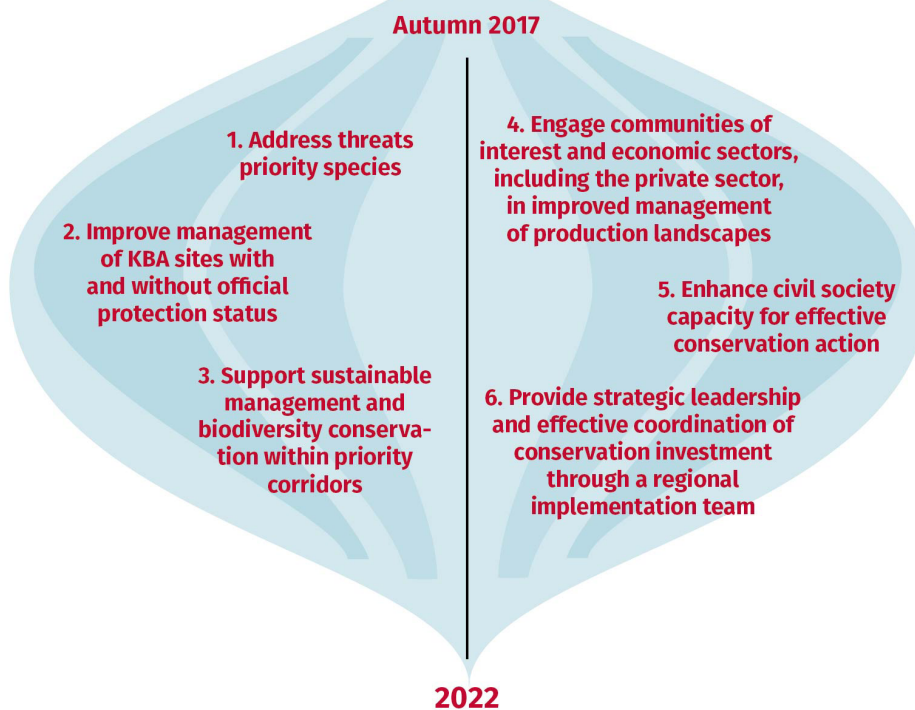 Autumn 2017
1. Address threats
priority species
2. Improve management
of KBA sites with
and without official
protection status
3. Support sustainable
management and
biodiversity conserva-
tion within priority
corridors
4. Engage communities of
interest and economic sectors,
including the private sector,
in improved management
of production landscapes
5. Enhance civil society
capacity for effective
conservation action
6. Provide strategic leadership
and effective coordination of
conservation investment
through a regional
implementation team
2022